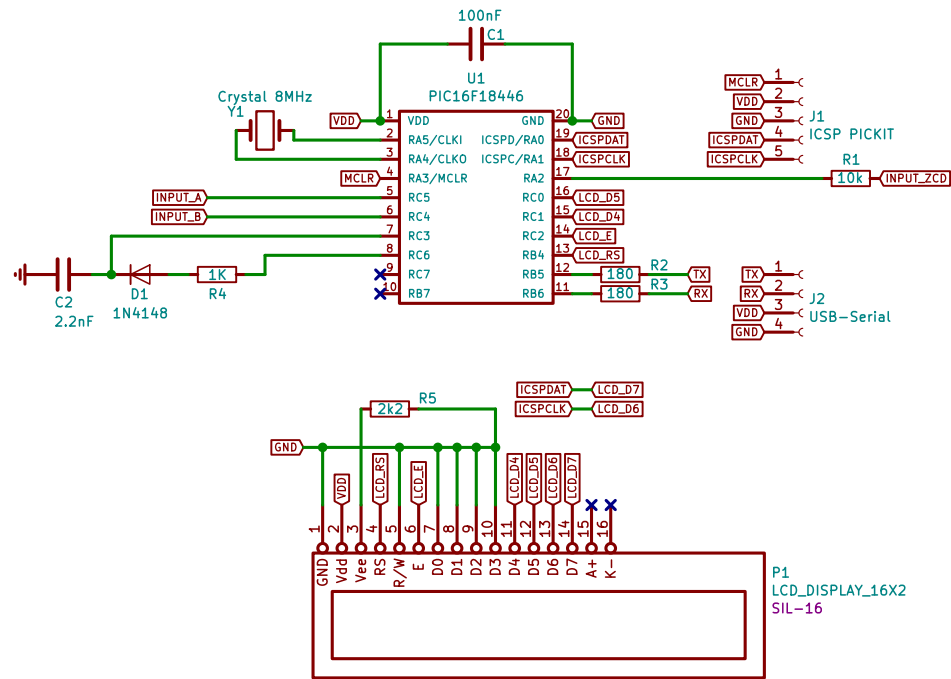 100nF
C1
U1
PIC16F18446
Crystal 8MHz
Y1
VDD
GND
1
VDD
GND
20
2
RA5/CLKI
ICSPD/RA0
19
ICSPDAT
3
RA4/CLKO
ICSPC/RA1
18
ICSPCLK
MCLR
4
RA3/MCLR
RA2
17
INPUT_A
5
RC5
RC0
16
LCD_D5
INPUT_B
6
RC4
RC1
15
LCD_D4
7
RC3
RC2
14
LCD_E
8
RC6
RB4
13
LCD_RS
9
RC7
RB5
12
10
RB7
RB6
11
R1
10k
INPUT_ZCD
180
R2
TX
180
R3
RX
MCLR
1
VDD
2
GND
3
ICSPDAT
4
ICSPCLK
5
J1
ICSP PICKIT
TX
1
RX
2
VDD
3
GND
4
J2
USB-Serial
C2
2.2nF
D1
1N4148
1K
R4
R5
2k2
ICSPDAT
LCD_D7
ICSPCLK
LCD_D6
GND
VDD
LCD_RS
LCD_E
LCD_D4
LCD_D5
LCD_D6
LCD_D7
1
2
3
4
5
6
7
8
9
10
11
12
13
14
15
16
GND
Vdd
Vee
RS
R/W
E
D0
D1
D2
D3
D4
D5
D6
D7
A+
K-
P1
LCD_DISPLAY_16X2
SIL-16